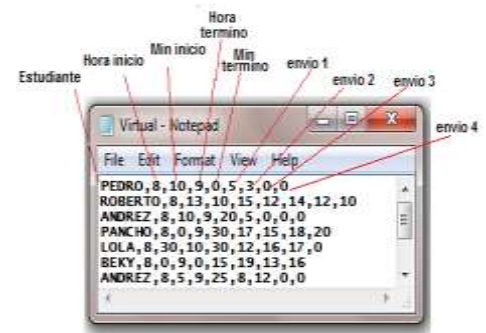 Hora
termino
Min
termino
Min inicio
Hora inicio
Estudiante
envio 1
envio 2
envio 3
envio 4
Virtual - Notepad
File Edit Format View Help
PEDRO,8,10,9,0,5,3,0,0
ROBERTO,8,13,10,15,12,14,12,10
ANDREZ,8,10,9,20,5,0,0,0
PANCHO,8,0,9,30,17,15,18,20
LOLA,8,30,10,30,12,16,17,0
BEKY,8,0,9,0,15,19,13,16
ANDREZ,8,5,9,25,8,12,0,0